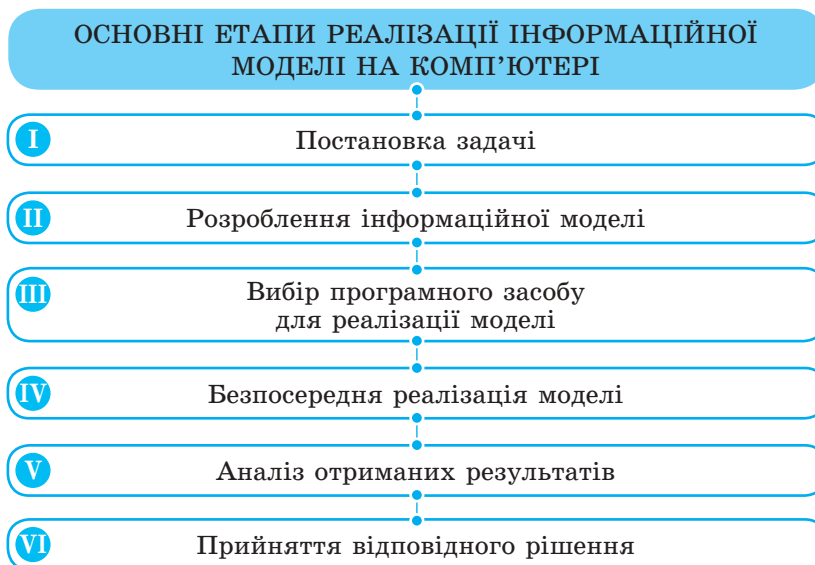 ОСНОВНІ ЕТАПИ РЕАЛІЗАЦІЇ ІНФОРМАЦІЙНОЇ
МОДЕЛІ НА КОМП’ЮТЕРІ
I
Постановка задачі
II
Розроблення інформаційної моделі
III
Вибір програмного засобу
для реалізації моделі
IV
Безпосередня реалізація моделі
V
Аналіз отриманих результатів
VI
Прийняття відповідного рішення